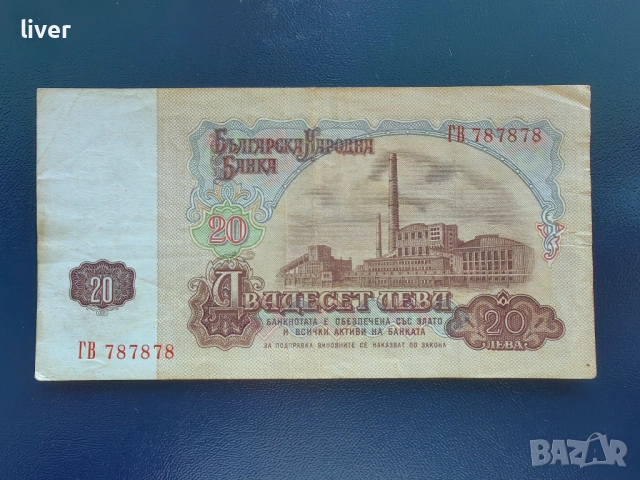 liver
ГВ 787878
Българска Народна
Банка
20
20
Двадесет лева
БАНКНОТАТА Е ОБЕЗПЕЧЕНА СЪС ЗЛАТО
И ВСИЧКИ АКТИВИ НА БАНКАТА
20
ЛЕВА
ГВ 787878
ЗА ПОДПРАВКА ВИНОВНИТЕ СЕ НАКАЗВАТ ПО ЗАКОНА
BAZAR